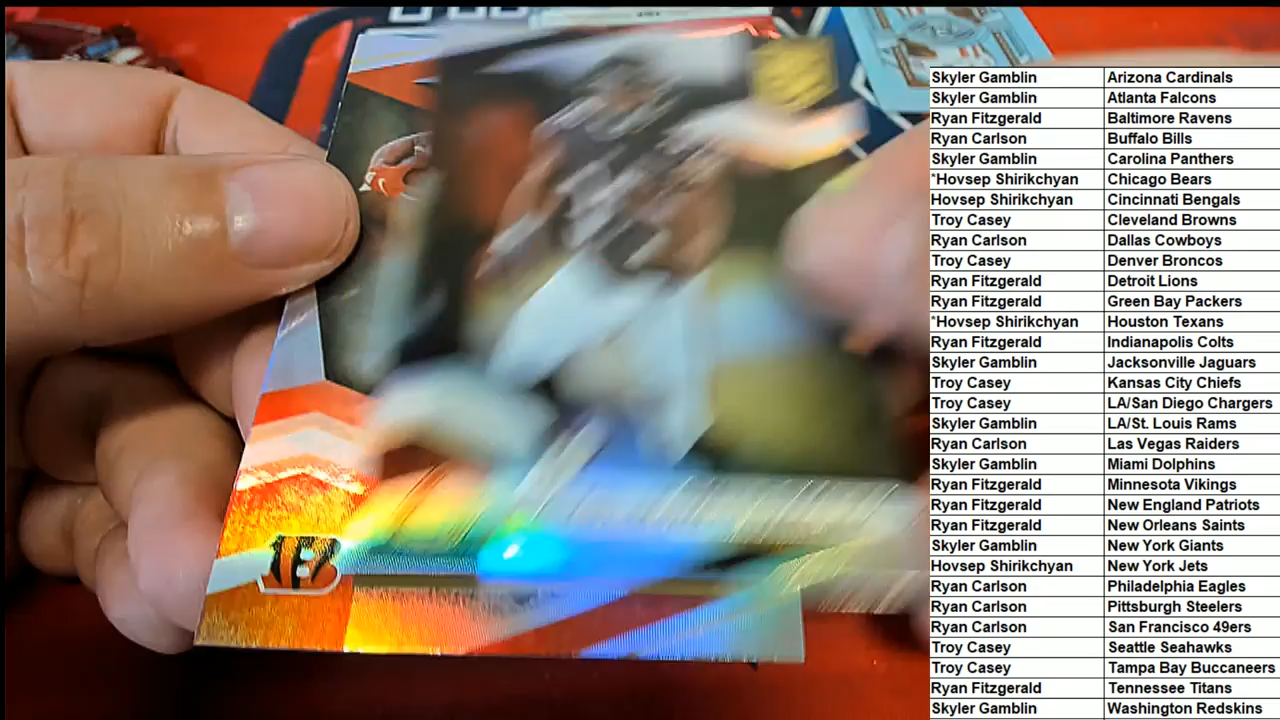 Skyler Gamblin Arizona Cardinals
Skyler Gamblin Atlanta Falcons
Ryan Fitzgerald Baltimore Ravens
Ryan Carlson Buffalo Bills
Skyler Gamblin Carolina Panthers
*Hovsep Shirikchyan Chicago Bears
Hovsep Shirikchyan Cincinnati Bengals
Troy Casey Cleveland Browns
Ryan Carlson Dallas Cowboys
Troy Casey Denver Broncos
Ryan Fitzgerald Detroit Lions
Ryan Fitzgerald Green Bay Packers
*Hovsep Shirikchyan Houston Texans
Ryan Fitzgerald Indianapolis Colts
Skyler Gamblin Jacksonville Jaguars
Troy Casey Kansas City Chiefs
Troy Casey LA/San Diego Chargers
Skyler Gamblin LA/St. Louis Rams
Ryan Carlson Las Vegas Raiders
Skyler Gamblin Miami Dolphins
Ryan Fitzgerald Minnesota Vikings
Ryan Fitzgerald New England Patriots
Ryan Fitzgerald New Orleans Saints
Skyler Gamblin New York Giants
Hovsep Shirikchyan New York Jets
Ryan Carlson Philadelphia Eagles
Ryan Carlson Pittsburgh Steelers
Ryan Carlson San Francisco 49ers
Troy Casey Seattle Seahawks
Troy Casey Tampa Bay Buccaneers
Ryan Fitzgerald Tennessee Titans
Skyler Gamblin Washington Redskins